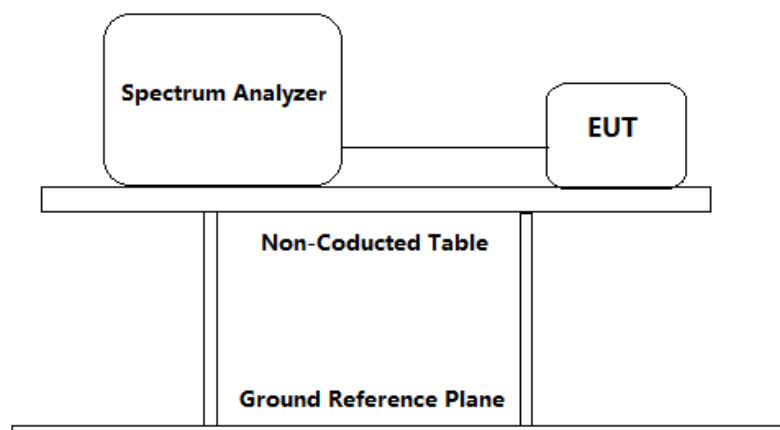 Spectrum Analyzer
EUT
Non-Coducted Table
Ground Reference Plane